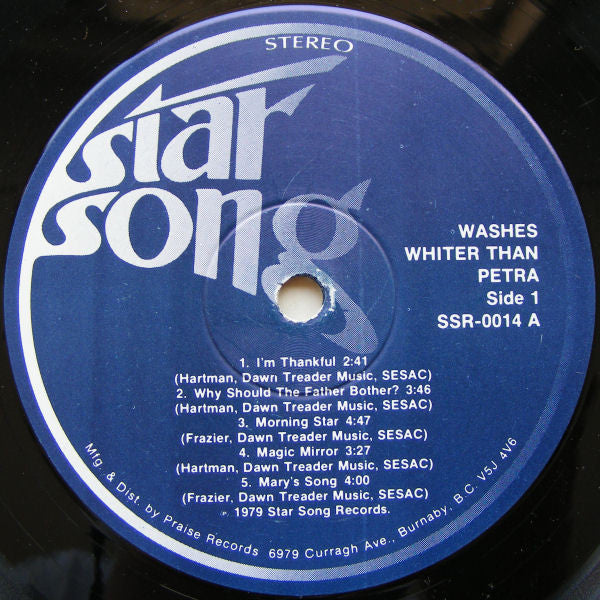 STEREO
star
song
WASHES
WHITER THAN
PETRA
Side 1
SSR-0014 A
1. I'm Thankful 2:41
(Hartman, Dawn Treader Music, SESAC)
2. Why Should The Father Bother? 3:46
(Hartman, Dawn Treader Music, SESAC)
3. Morning Star 4:47
(Frazier, Dawn Treader Music, SESAC)
4. Magic Mirror 3:27
(Hartman, Dawn Treader Music, SESAC)
5. Mary's Song 4:00
(Frazier, Dawn Treader Music, SESAC)
℗ 1979 Star Song Records.
Mfg. & Dist. by Praise Records 6979 Curragh Ave., Burnaby, B.C. V5J 4V6